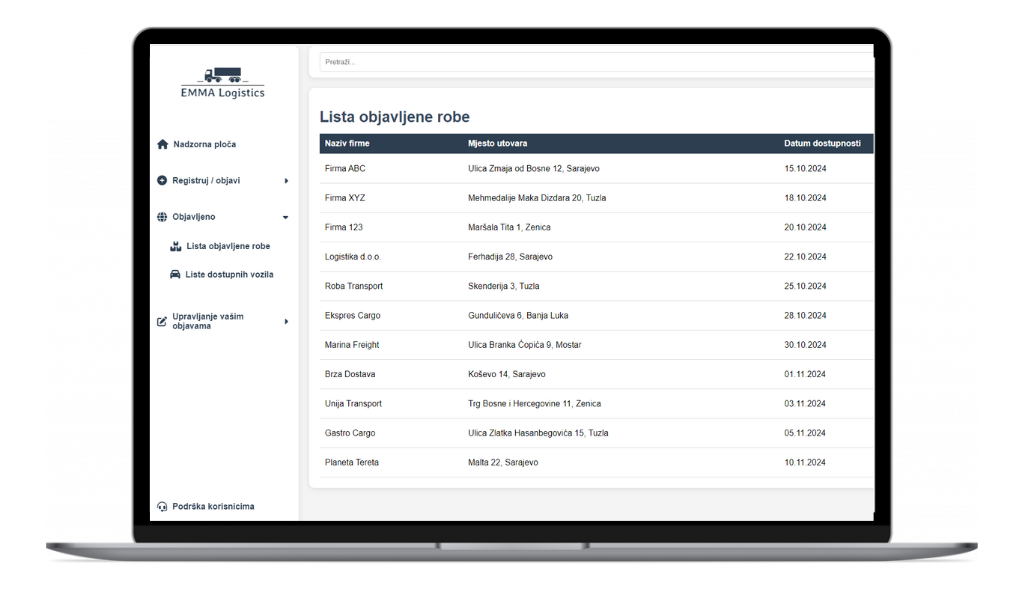 EMMA Logistics
Nadzorna ploča
Registruj / objavi
Objavljeno
Lista objavljene robe
Liste dostupnih vozila
Upravljanje vašim
objavama
Podrška korisnicima
Pretraži...
Lista objavljene robe
Naziv firme Mjesto utovara Datum dostupnosti
Firma ABC Ulica Zmaja od Bosne 12, Sarajevo 15.10.2024
Firma XYZ Mehmedalije Maka Dizdara 20, Tuzla 18.10.2024
Firma 123 Maršala Tita 1, Zenica 20.10.2024
Logistika d.o.o. Ferhadija 28, Sarajevo 22.10.2024
Roba Transport Skenderija 3, Tuzla 25.10.2024
Ekspres Cargo Gundulićeva 6, Banja Luka 28.10.2024
Marina Freight Ulica Branka Ćopića 9, Mostar 30.10.2024
Brza Dostava Koševo 14, Sarajevo 01.11.2024
Unija Transport Trg Bosne i Hercegovine 11, Zenica 03.11.2024
Gastro Cargo Ulica Zlatka Hasanbegovića 15, Tuzla 05.11.2024
Planeta Tereta Malta 22, Sarajevo 10.11.2024